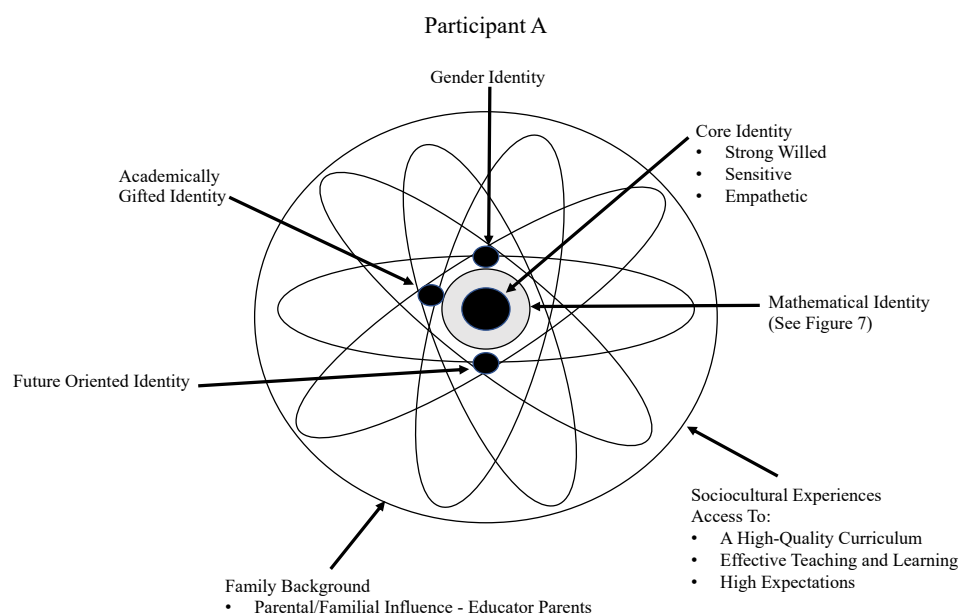 Participant A
Gender Identity
Core Identity
• Strong Willed
• Sensitive
• Empathetic
Academically
Gifted Identity
Mathematical Identity
(See Figure 7)
Future Oriented Identity
Sociocultural Experiences
Access To:
• A High-Quality Curriculum
• Effective Teaching and Learning
• High Expectations
Family Background
• Parental/Familial Influence - Educator Parents